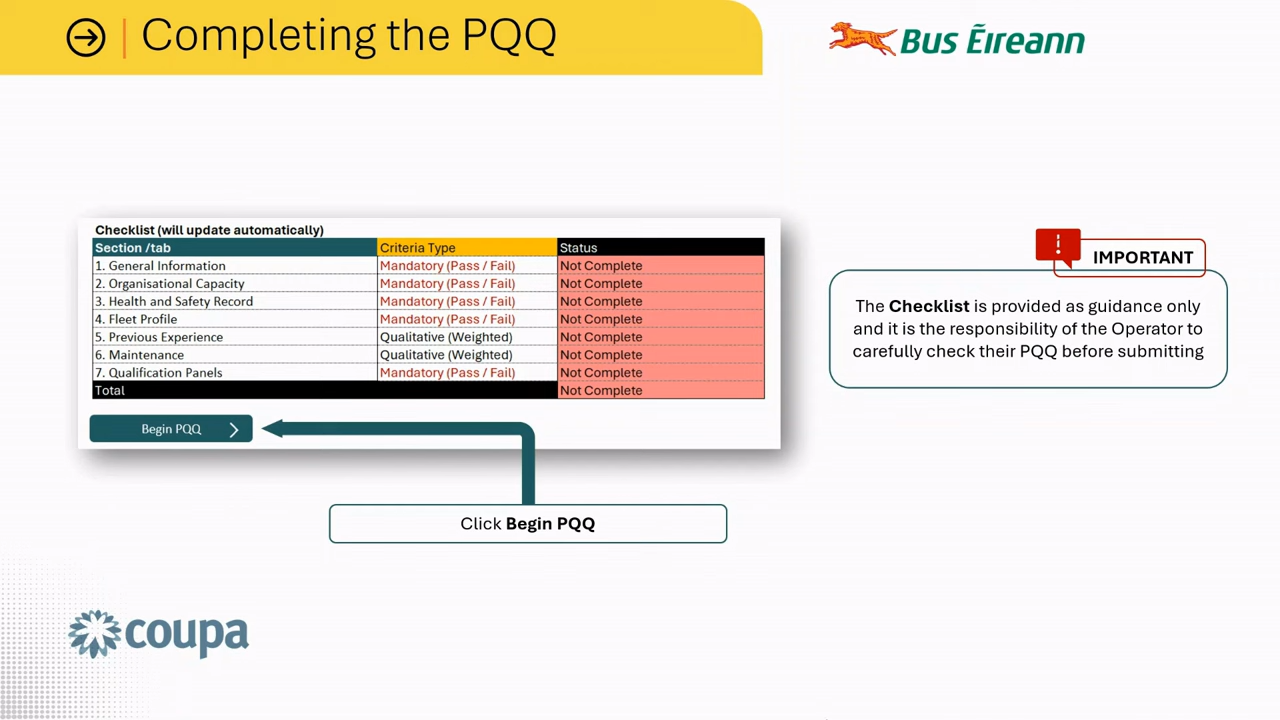 Completing the PQQ
Bus Éireann
Checklist (will update automatically)
Section /tab Criteria Type Status
1. General Information Mandatory (Pass / Fail) Not Complete
2. Organisational Capacity Mandatory (Pass / Fail) Not Complete
3. Health and Safety Record Mandatory (Pass / Fail) Not Complete
4. Fleet Profile Mandatory (Pass / Fail) Not Complete
5. Previous Experience Qualitative (Weighted) Not Complete
6. Maintenance Qualitative (Weighted) Not Complete
7. Qualification Panels Mandatory (Pass / Fail) Not Complete
Total Not Complete
Begin PQQ
Click Begin PQQ
!
IMPORTANT
The Checklist is provided as guidance only
and it is the responsibility of the Operator to
carefully check their PQQ before submitting
coupa